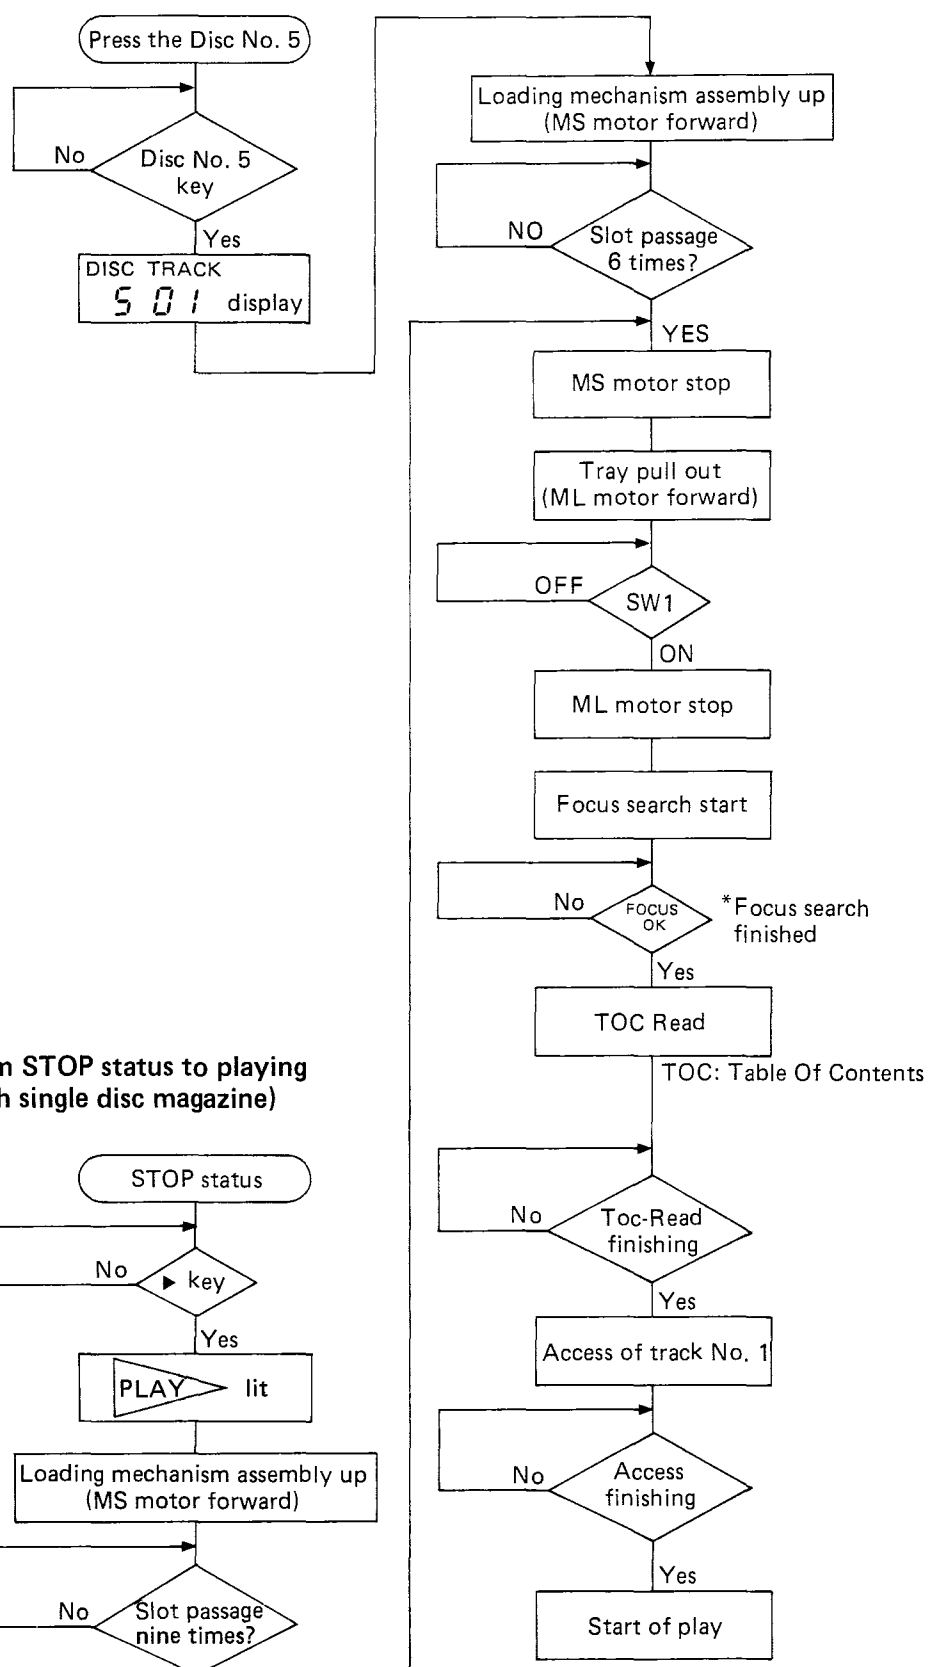 Press the Disc No. 5
No
Disc No. 5
key
Yes
DISC TRACK
5 01 display
Loading mechanism assembly up
(MS motor forward)
NO
Slot passage
6 times?
YES
MS motor stop
Tray pull out
(ML motor forward)
OFF
SW1
ON
ML motor stop
Focus search start
No
FOCUS
OK
*Focus search
finished
Yes
TOC Read
TOC: Table Of Contents
No
Toc-Read
finishing
Yes
Access of track No. 1
No
Access
finishing
Yes
Start of play
m STOP status to playing
h single disc magazine)
STOP status
No
► key
Yes
PLAY lit
Loading mechanism assembly up
(MS motor forward)
No
Slot passage
nine times?